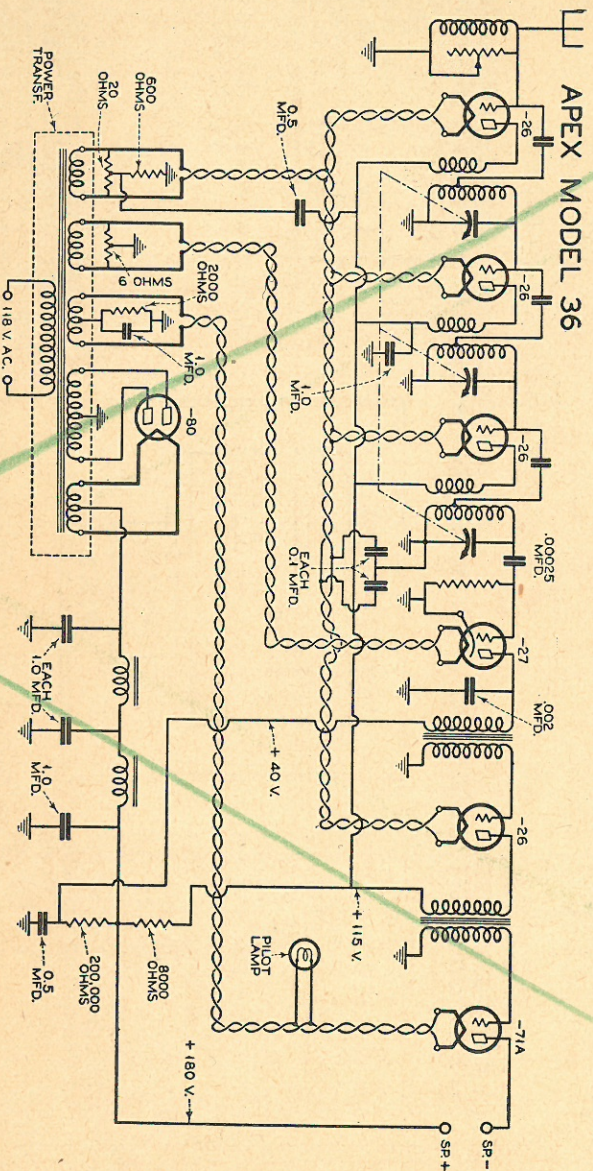 APEX MODEL 36
-26
-26
-26
.00025
MFD.
-27
.002
MFD.
-26
-71A
SP.-
SP.+
0.5
MFD.
1.0
MFD.
EACH
0.1 MFD.
+ 40 V.
+ 115 V.
PILOT
LAMP
+ 180 V.
600
OHMS
20
OHMS
6 OHMS
2000
OHMS
1.0
MFD.
-80
POWER
TRANSF.
118 V. A.C.
EACH
1.0 MFD.
1.0
MFD.
8000
OHMS
200,000
OHMS
0.5
MFD.